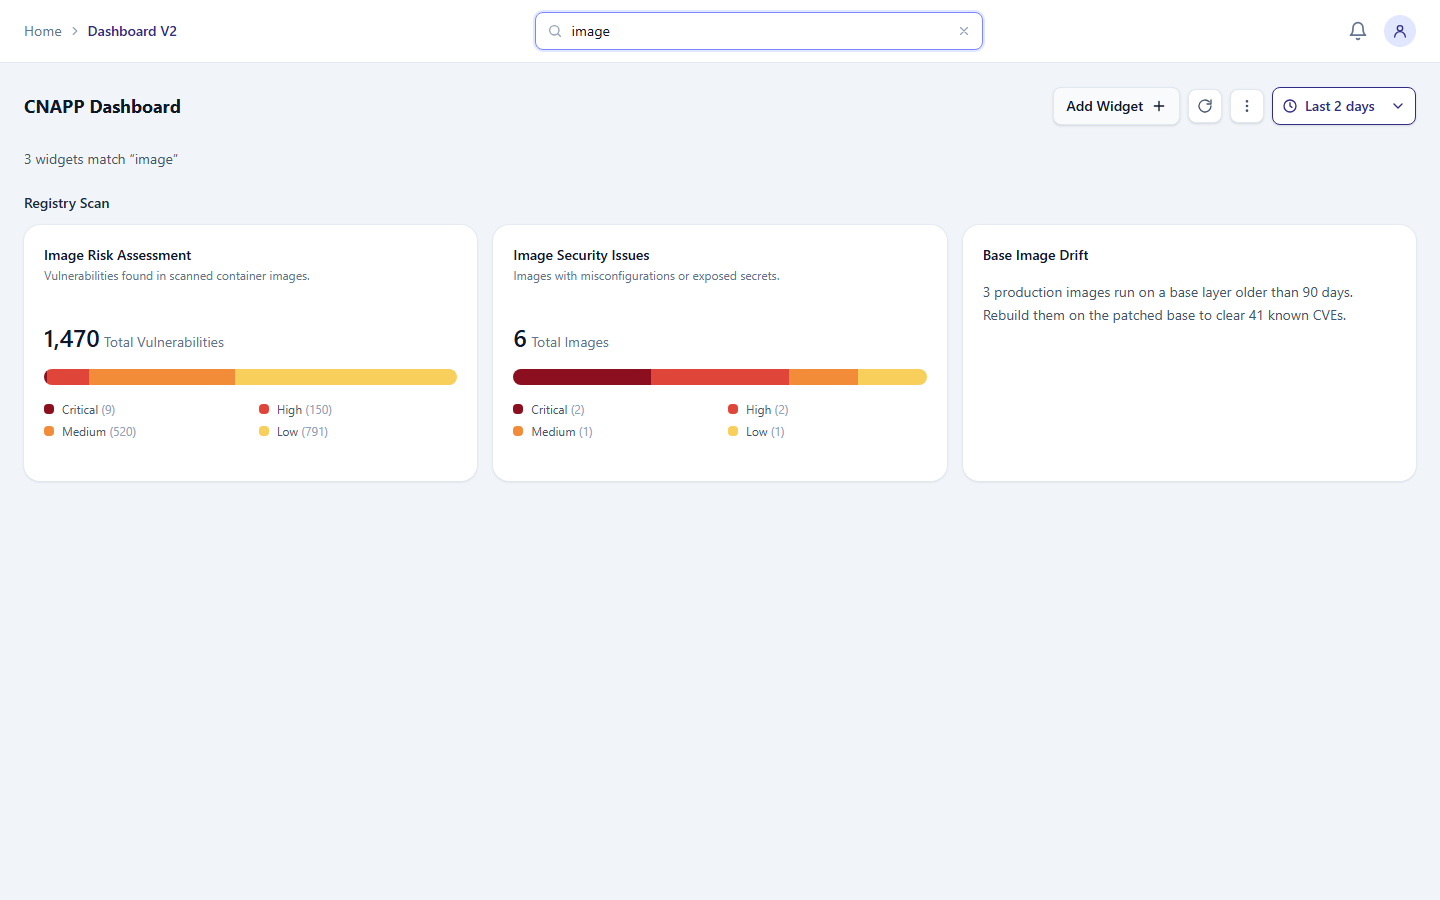 Home > Dashboard V2
image
CNAPP Dashboard
Add Widget +
Last 2 days
3 widgets match “image”
Registry Scan
Image Risk Assessment
Vulnerabilities found in scanned container images.
1,470 Total Vulnerabilities
Critical (9)
High (150)
Medium (520)
Low (791)
Image Security Issues
Images with misconfigurations or exposed secrets.
6 Total Images
Critical (2)
High (2)
Medium (1)
Low (1)
Base Image Drift
3 production images run on a base layer older than 90 days.
Rebuild them on the patched base to clear 41 known CVEs.